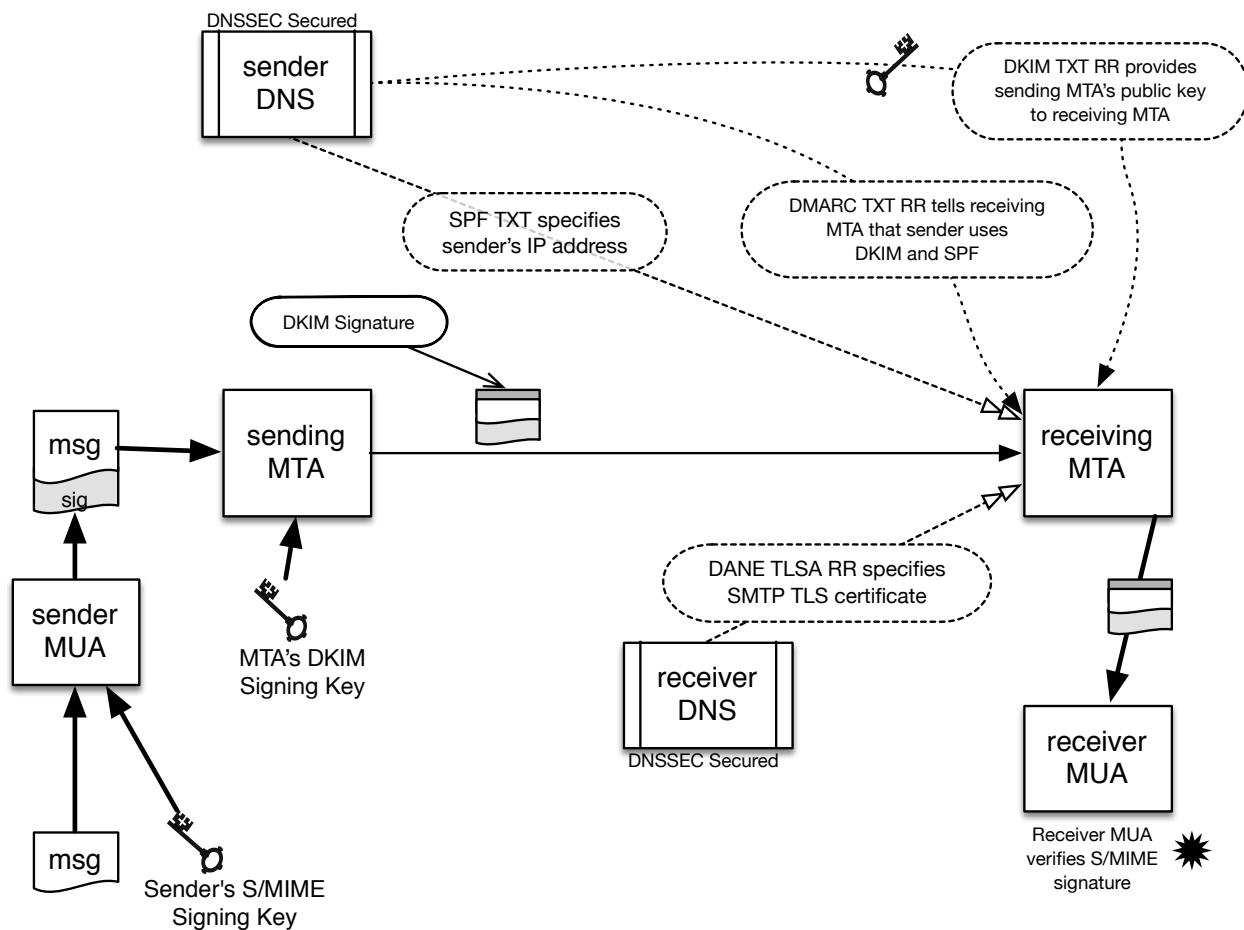 DNSSEC Secured
sender
DNS
DKIM TXT RR provides
sending MTA's public key
to receiving MTA
SPF TXT specifies
sender's IP address
DMARC TXT RR tells receiving
MTA that sender uses
DKIM and SPF
DKIM Signature
msg
sig
sending
MTA
receiving
MTA
DANE TLSA RR specifies
SMTP TLS certificate
sender
MUA
MTA's DKIM
Signing Key
receiver
DNS
DNSSEC Secured
receiver
MUA
msg
Sender's S/MIME
Signing Key
Receiver MUA
verifies S/MIME
signature